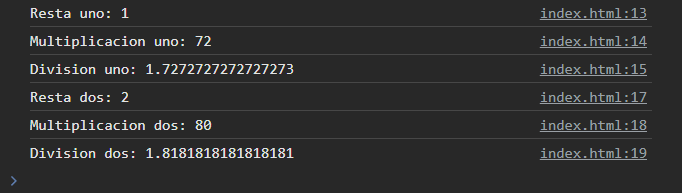 Resta uno: 1 index.html:13
Multiplicacion uno: 72 index.html:14
Division uno: 1.7272727272727273 index.html:15
Resta dos: 2 index.html:17
Multiplicacion dos: 80 index.html:18
Division dos: 1.8181818181818181 index.html:19
>